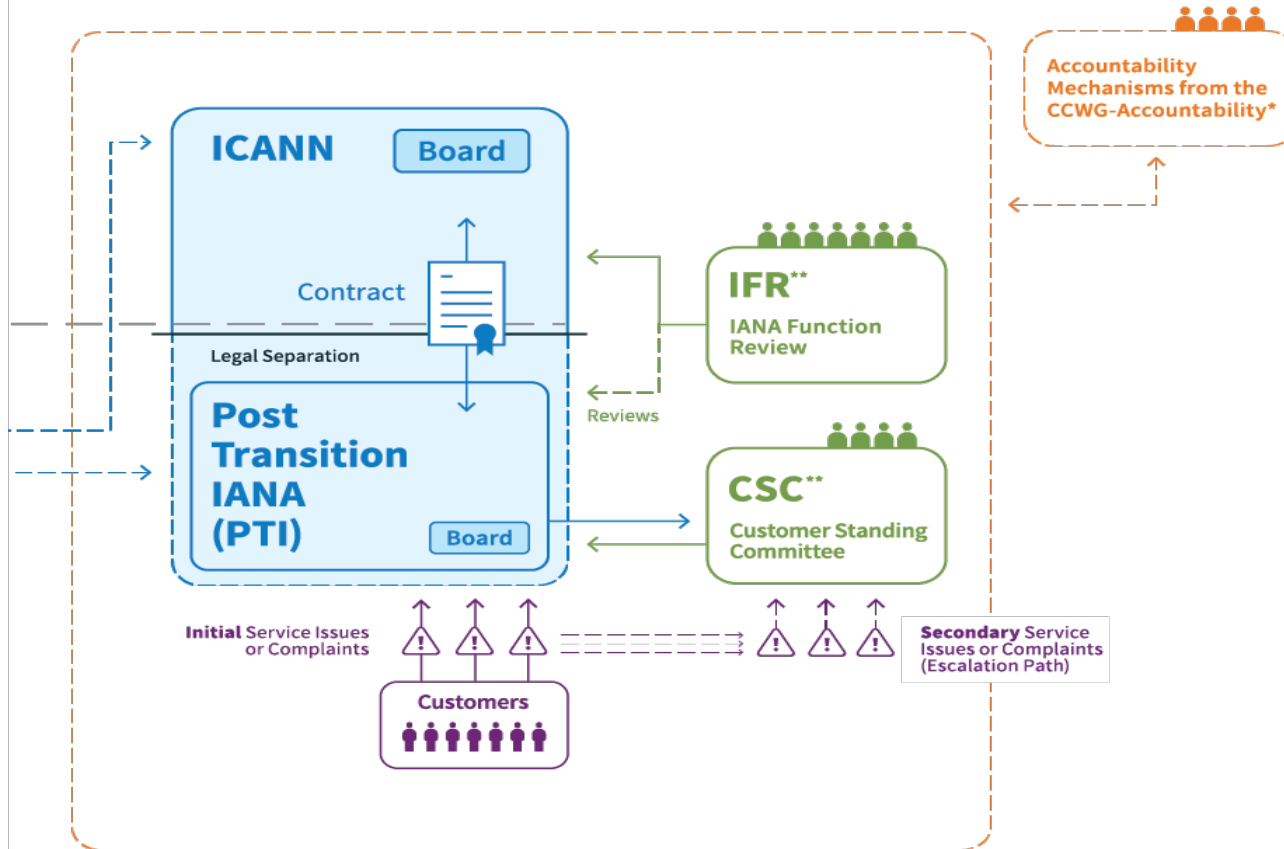 Accountability
Mechanisms from the
CCWG-Accountability*
ICANN
Board
Contract
Legal Separation
IFR**
IANA Function
Review
Reviews
Post
Transition
IANA
(PTI)
Board
CSC**
Customer Standing
Committee
Initial Service Issues
or Complaints
!
!
!
!
!
!
Secondary Service
Issues or Complaints
(Escalation Path)
Customers